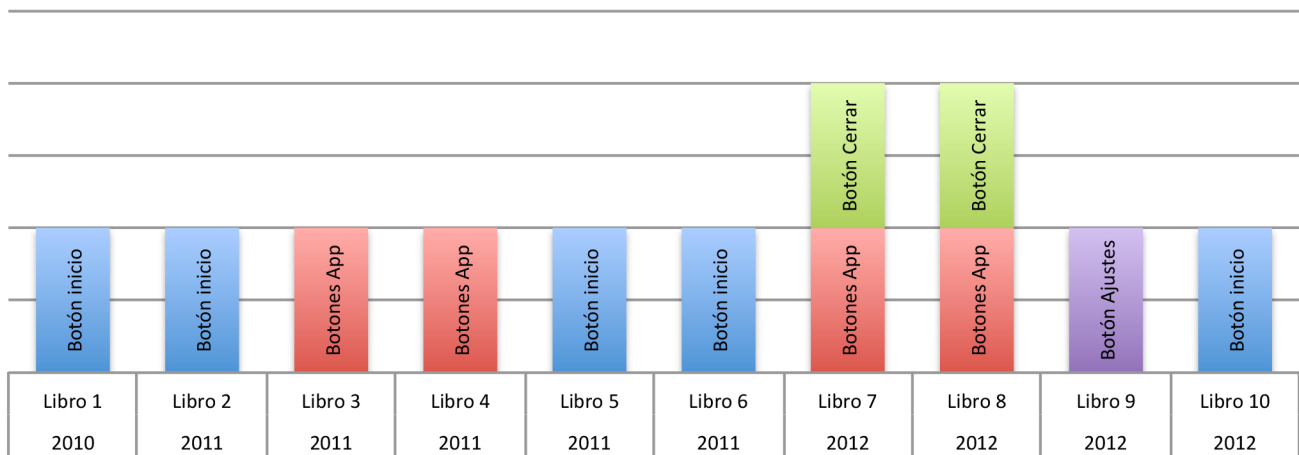 Botón Cerrar
Botón Cerrar
Botón inicio
Botón inicio
Botones App
Botones App
Botón inicio
Botón inicio
Botones App
Botones App
Botón Ajustes
Botón inicio
Libro 1 Libro 2 Libro 3 Libro 4 Libro 5 Libro 6 Libro 7 Libro 8 Libro 9 Libro 10
2010 2011 2011 2011 2011 2011 2012 2012 2012 2012